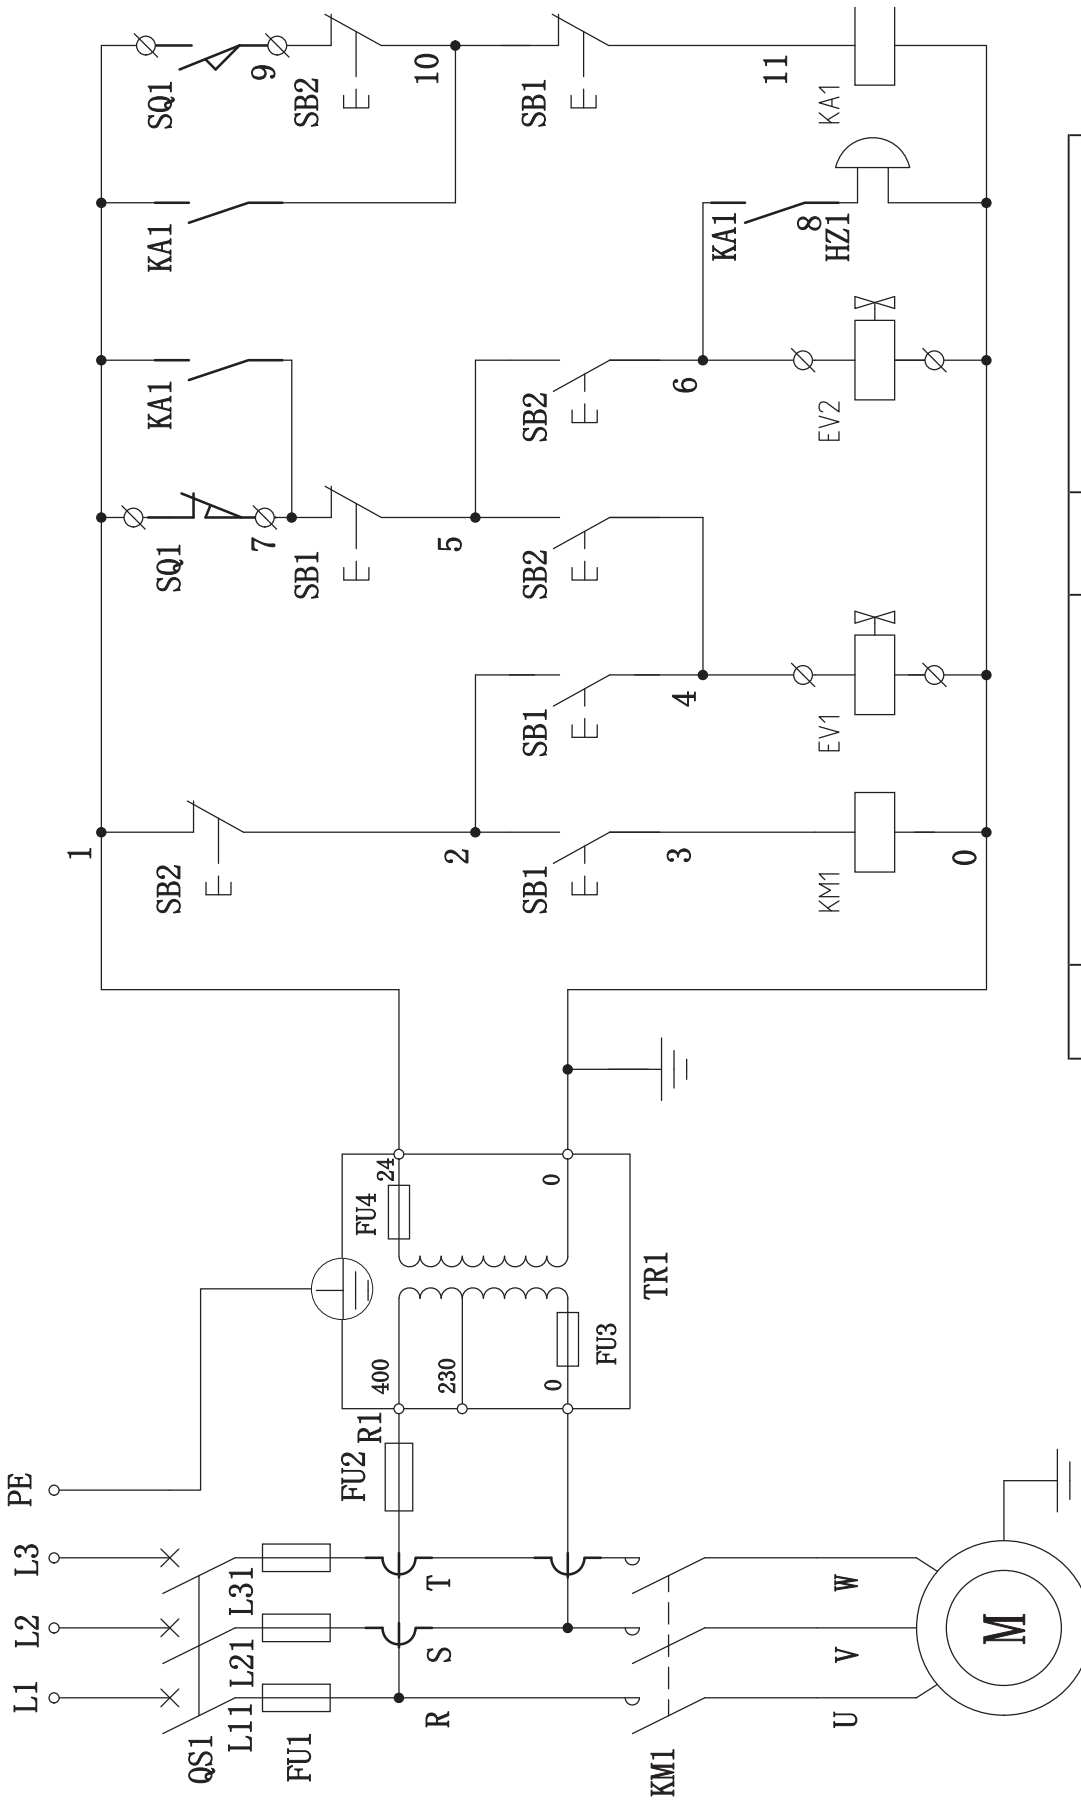 L1
L2
L3
PE
QS1
L11
L21
L31
FU1
R
S
T
KM1
U
V
W
M
FU2
R1
400
230
0
FU3
FU4
24
0
TR1
1
SB2
2
SB1
3
KM1
0
SB1
4
EV1
SQ1
7
SB1
5
SB2
KA1
SB2
6
EV2
KA1
KA1
8
HZ1
SQ1
9
SB2
10
SB1
11
KA1